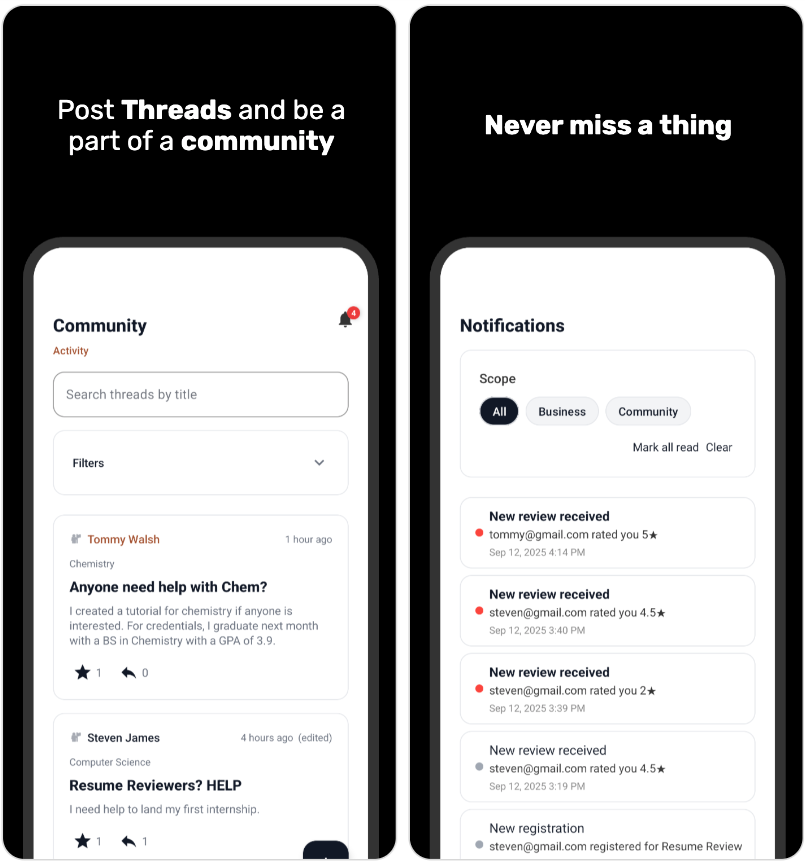 Post Threads and be a
part of a community
Community
4
Activity
Search threads by title
Filters
Tommy Walsh
1 hour ago
Chemistry
Anyone need help with Chem?
I created a tutorial for chemistry if anyone is
interested. For credentials, I graduate next month
with a BS in Chemistry with a GPA of 3.9.
1 0
Steven James
4 hours ago (edited)
Computer Science
Resume Reviewers? HELP
I need help to land my first internship.
1 1
Never miss a thing
Notifications
Scope
All Business Community
Mark all read Clear
New review received
tommy@gmail.com rated you 5★
Sep 12, 2025 4:14 PM
New review received
steven@gmail.com rated you 4.5★
Sep 12, 2025 3:40 PM
New review received
steven@gmail.com rated you 2★
Sep 12, 2025 3:39 PM
New review received
steven@gmail.com rated you 4.5★
Sep 12, 2025 3:19 PM
New registration
steven@gmail.com registered for Resume Review